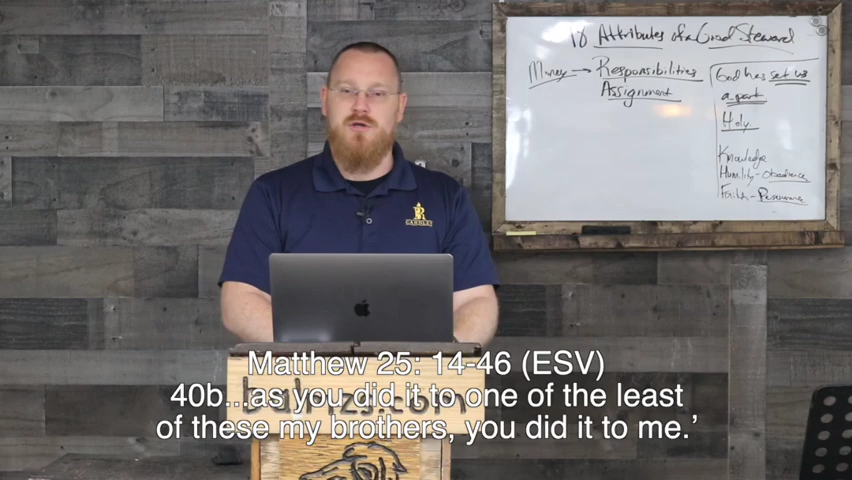 18 Attributes of a Good Steward
Money → Responsibilities
Assignment
God has set us
apart
Holy
Knowledge
Humility - Obedience
Faith - Perseverance
Matthew 25: 14-46 (ESV)
40b...as you did it to one of the least
of these my brothers, you did it to me.’